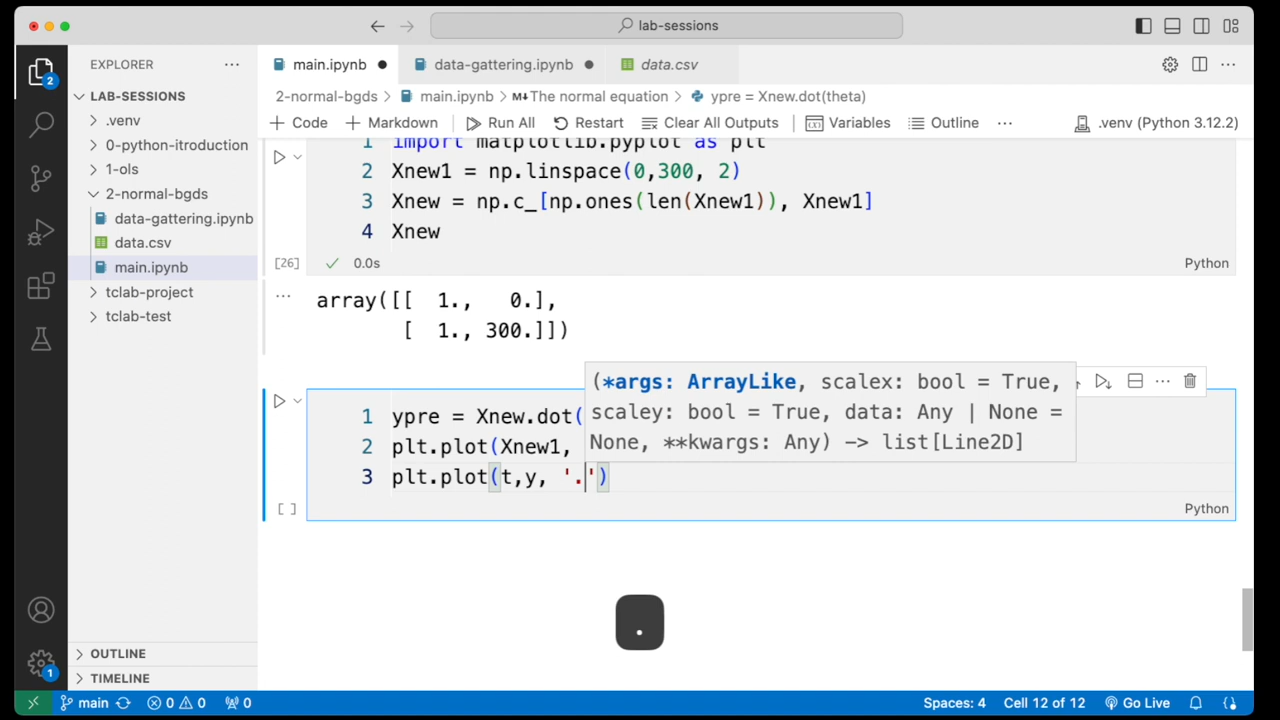 lab-sessions
2
EXPLORER
LAB-SESSIONS
.venv
0-python-itroduction
1-ols
2-normal-bgds
data-gattering.ipynb
data.csv
main.ipynb
tclab-project
tclab-test
OUTLINE
TIMELINE
1
main.ipynb
data-gattering.ipynb
data.csv
2-normal-bgds > main.ipynb > M↓The normal equation > ypre = Xnew.dot(theta)
Code Markdown Run All Restart Clear All Outputs Variables Outline ... .venv (Python 3.12.2)
1 import matplotlib.pyplot as plt
2 Xnew1 = np.linspace(0,300, 2)
3 Xnew = np.c_[np.ones(len(Xnew1)), Xnew1]
4 Xnew
[26] 0.0s Python
array([[ 1., 0.],
[ 1., 300.]])
(*args: ArrayLike, scalex: bool = True,
scaley: bool = True, data: Any | None =
None, **kwargs: Any) -> list[Line2D]
1 ypre = Xnew.dot(
2 plt.plot(Xnew1,
3 plt.plot(t,y, '.')
[ ] Python
.
main 0 0 0 Spaces: 4 Cell 12 of 12 Go Live